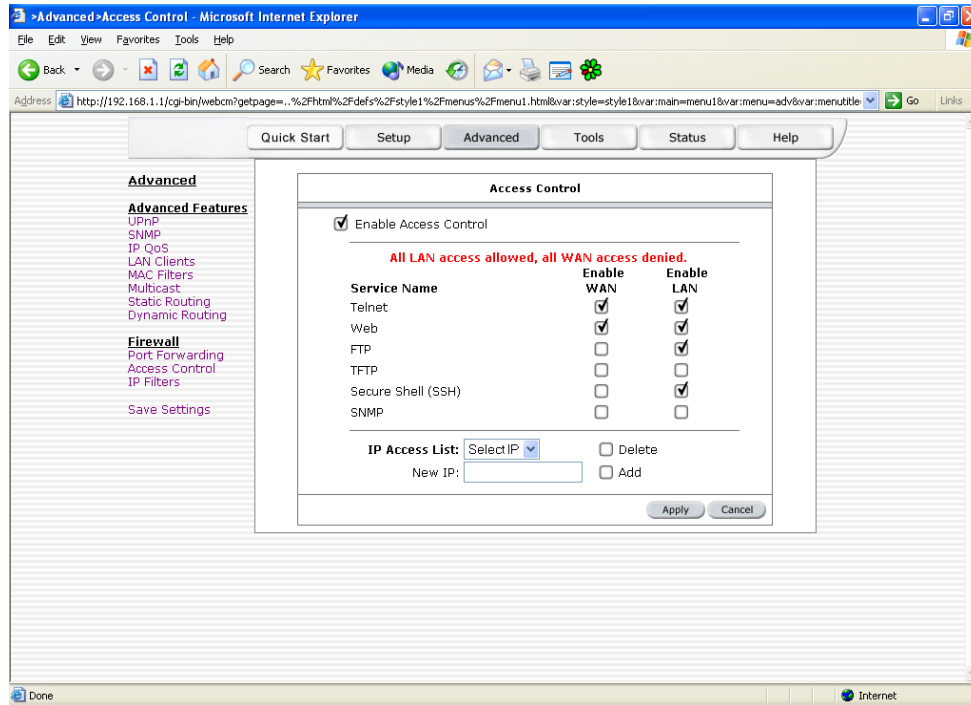 >Advanced>Access Control - Microsoft Internet Explorer
File Edit View Favorites Tools Help
Back Search Favorites Media
Address http://192.168.1.1/cgi-bin/webcm?getpage=..%2Fhtml%2Fdefs%2Fstyle1%2Fmenus%2Fmenu1.html&var:style=style1&var:main=menu1&var:menu=adv&var:menutitle Go Links
Quick Start Setup Advanced Tools Status Help
Advanced
Advanced Features
UPnP
SNMP
IP QoS
LAN Clients
MAC Filters
Multicast
Static Routing
Dynamic Routing
Firewall
Port Forwarding
Access Control
IP Filters
Save Settings
Access Control
Enable Access Control
All LAN access allowed, all WAN access denied.
Service Name Enable WAN Enable LAN
Telnet
Web
FTP
TFTP
Secure Shell (SSH)
SNMP
IP Access List: Select IP Delete
New IP: Add
Apply Cancel
Done Internet